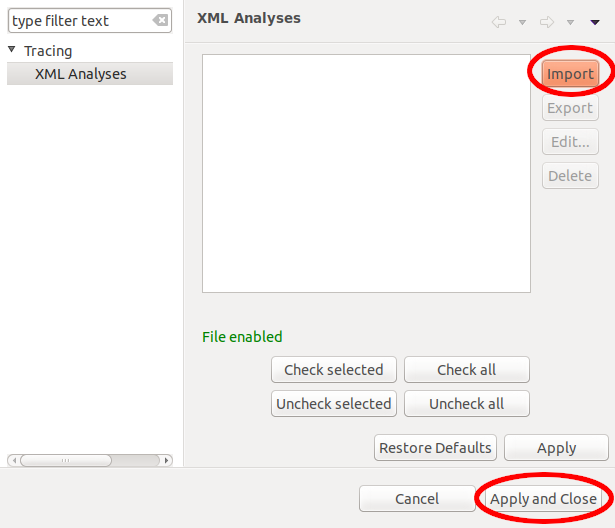 type filter text
Tracing
XML Analyses
XML Analyses
Import
Export
Edit...
Delete
File enabled
Check selected
Check all
Uncheck selected
Uncheck all
Restore Defaults
Apply
Cancel
Apply and Close